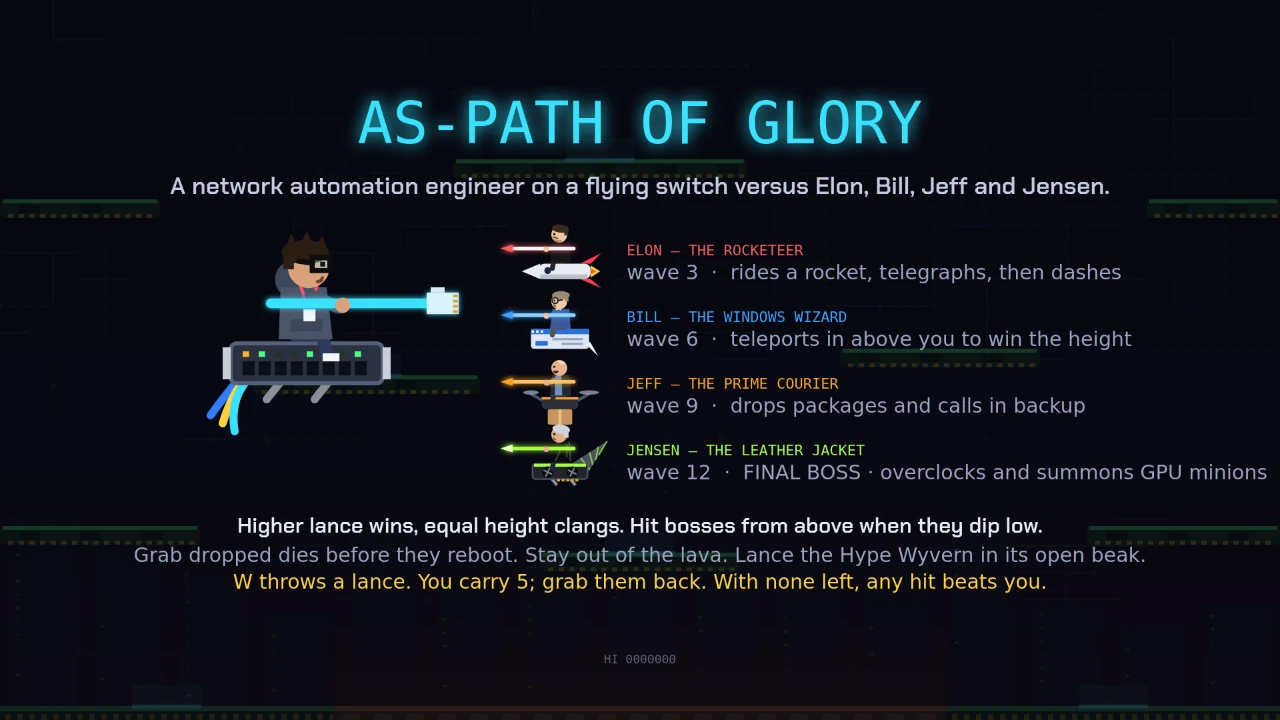 AS-PATH OF GLORY
A network automation engineer on a flying switch versus Elon, Bill, Jeff and Jensen.
ELON — THE ROCKETEER
wave 3 · rides a rocket, telegraphs, then dashes
BILL — THE WINDOWS WIZARD
wave 6 · teleports in above you to win the height
JEFF — THE PRIME COURIER
wave 9 · drops packages and calls in backup
JENSEN — THE LEATHER JACKET
wave 12 · FINAL BOSS · overclocks and summons GPU minions
Higher lance wins, equal height clangs. Hit bosses from above when they dip low.
Grab dropped dies before they reboot. Stay out of the lava. Lance the Hype Wyvern in its open beak.
W throws a lance. You carry 5; grab them back. With none left, any hit beats you.
HI 0000000